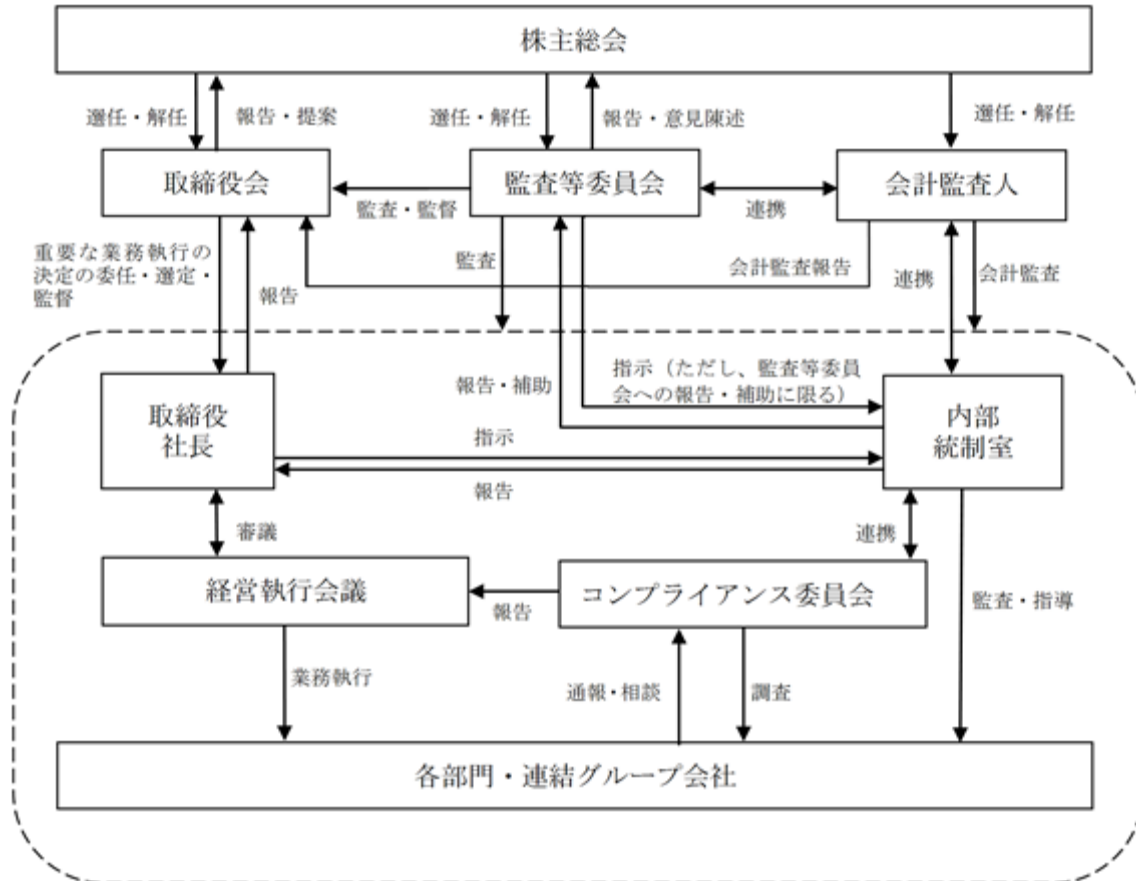 株主総会
選任・解任
報告・提案
選任・解任
報告・意見陳述
選任・解任
取締役会
監査等委員会
会計監査人
監査・監督
連携
重要な業務執行の
決定の委任・選定・
監督
報告
監査
会計監査報告
連携
会計監査
取締役
社長
報告・補助
指示（ただし、監査等委員
会への報告・補助に限る）
内部
統制室
指示
報告
審議
連携
経営執行会議
報告
コンプライアンス委員会
監査・指導
業務執行
通報・相談
調査
各部門・連結グループ会社